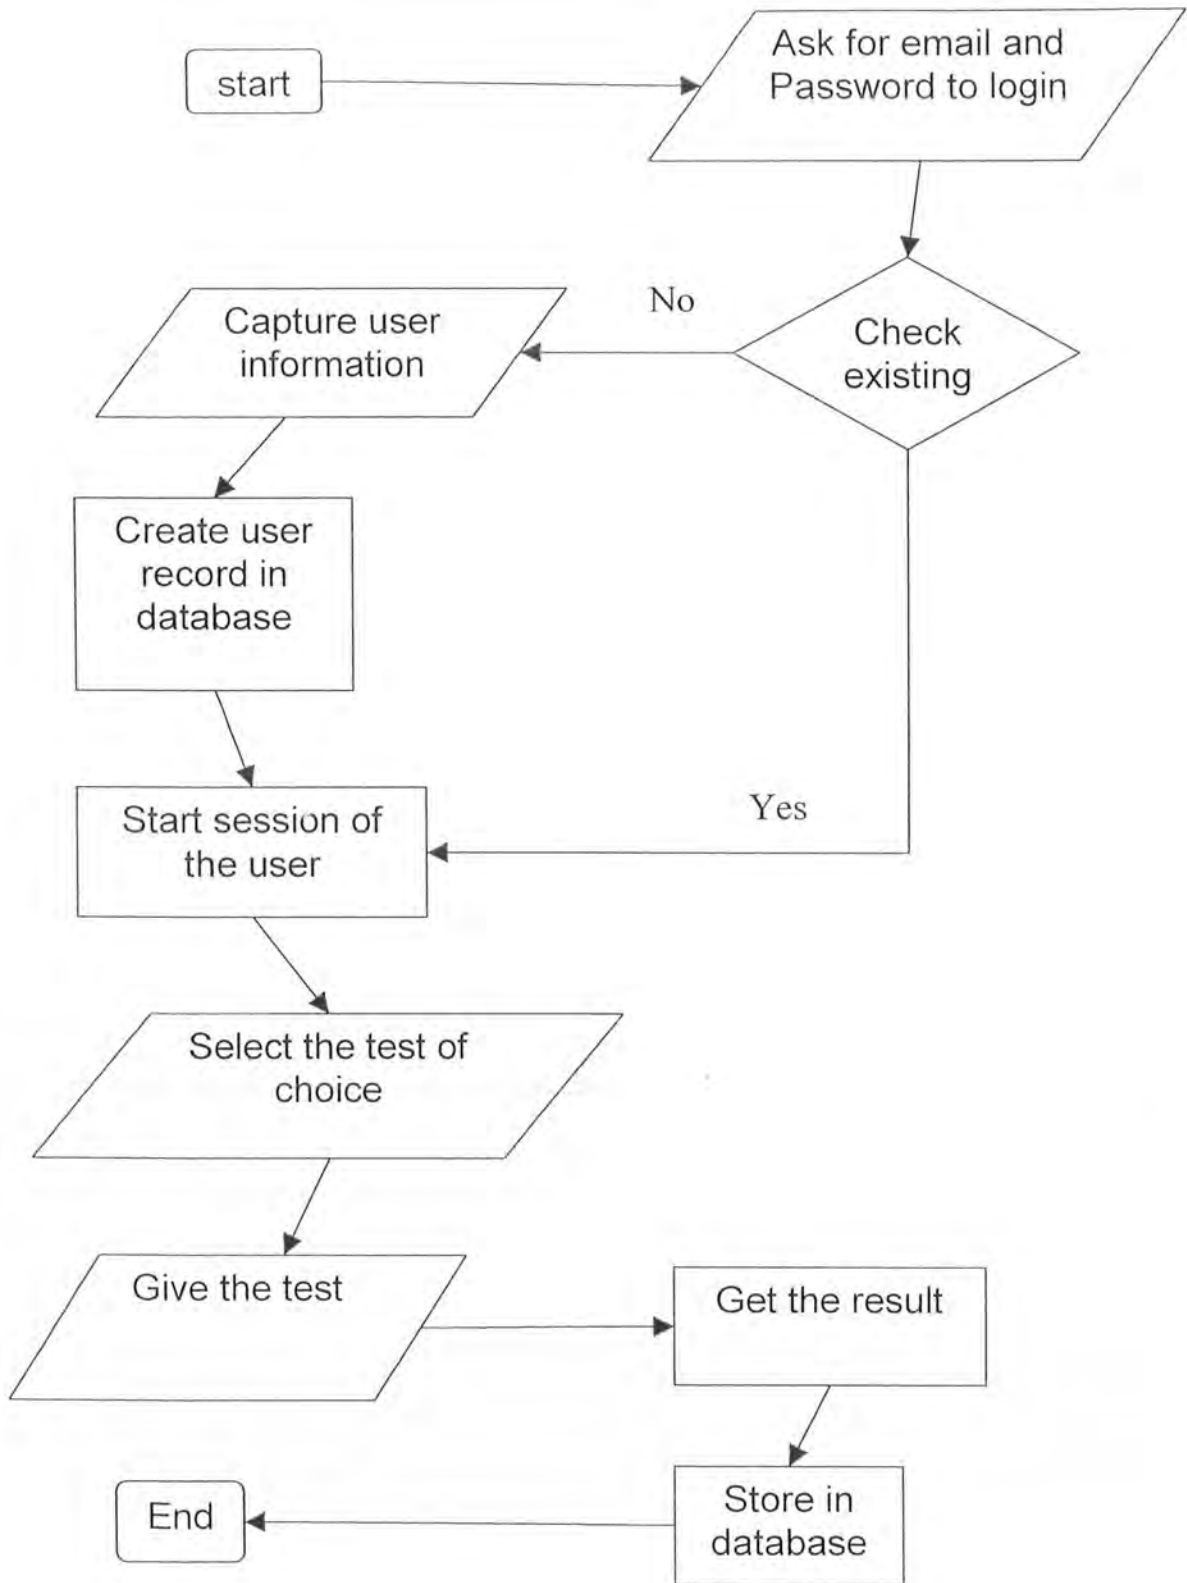 start
Ask for email and
Password to login
No
Capture user
information
Check
existing
Create user
record in
database
Start session of
the user
Yes
Select the test of
choice
Give the test
Get the result
End
Store in
database